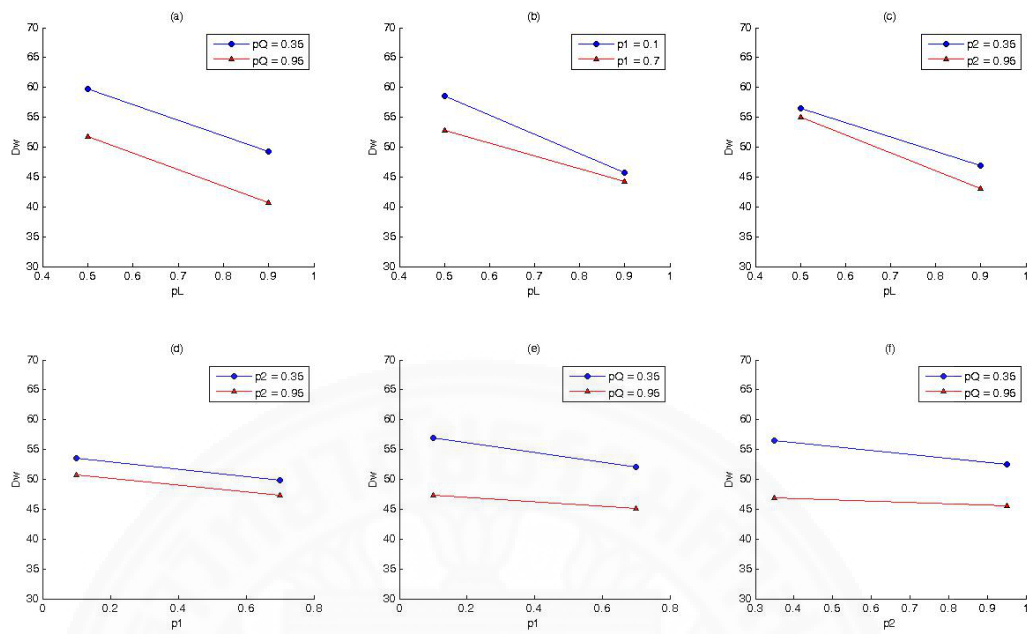 (a)
70
65
60
55
50
45
40
35
30
Dw
0.4 0.5 0.6 0.7 0.8 0.9 1
pL
pQ = 0.35
pQ = 0.95
(b)
70
65
60
55
50
45
40
35
30
Dw
0.4 0.5 0.6 0.7 0.8 0.9 1
pL
p1 = 0.1
p1 = 0.7
(c)
70
65
60
55
50
45
40
35
30
Dw
0.4 0.5 0.6 0.7 0.8 0.9 1
pL
p2 = 0.35
p2 = 0.95
(d)
70
65
60
55
50
45
40
35
30
Dw
0 0.2 0.4 0.6 0.8
p1
p2 = 0.35
p2 = 0.95
(e)
70
65
60
55
50
45
40
35
30
Dw
0 0.2 0.4 0.6 0.8
p1
pQ = 0.35
pQ = 0.95
(f)
70
65
60
55
50
45
40
35
30
Dw
0.3 0.4 0.5 0.6 0.7 0.8 0.9 1
p2
pQ = 0.35
pQ = 0.95